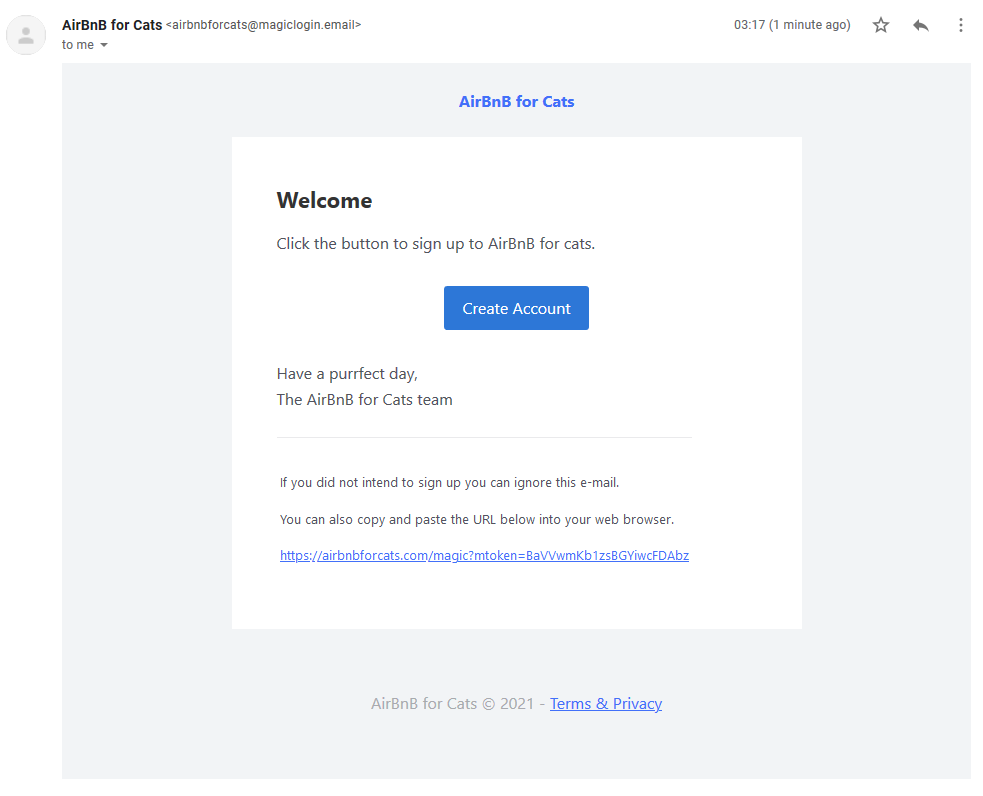 AirBnB for Cats <airbnbforcats@magiclogin.email>
03:17 (1 minute ago)
to me
AirBnB for Cats
Welcome
Click the button to sign up to AirBnB for cats.
Create Account
Have a purrfect day,
The AirBnB for Cats team
If you did not intend to sign up you can ignore this e-mail.
You can also copy and paste the URL below into your web browser.
https://airbnbforcats.com/magic?mtoken=BaVVwmKb1zsBGYiwcFDAbz
AirBnB for Cats © 2021 - Terms & Privacy